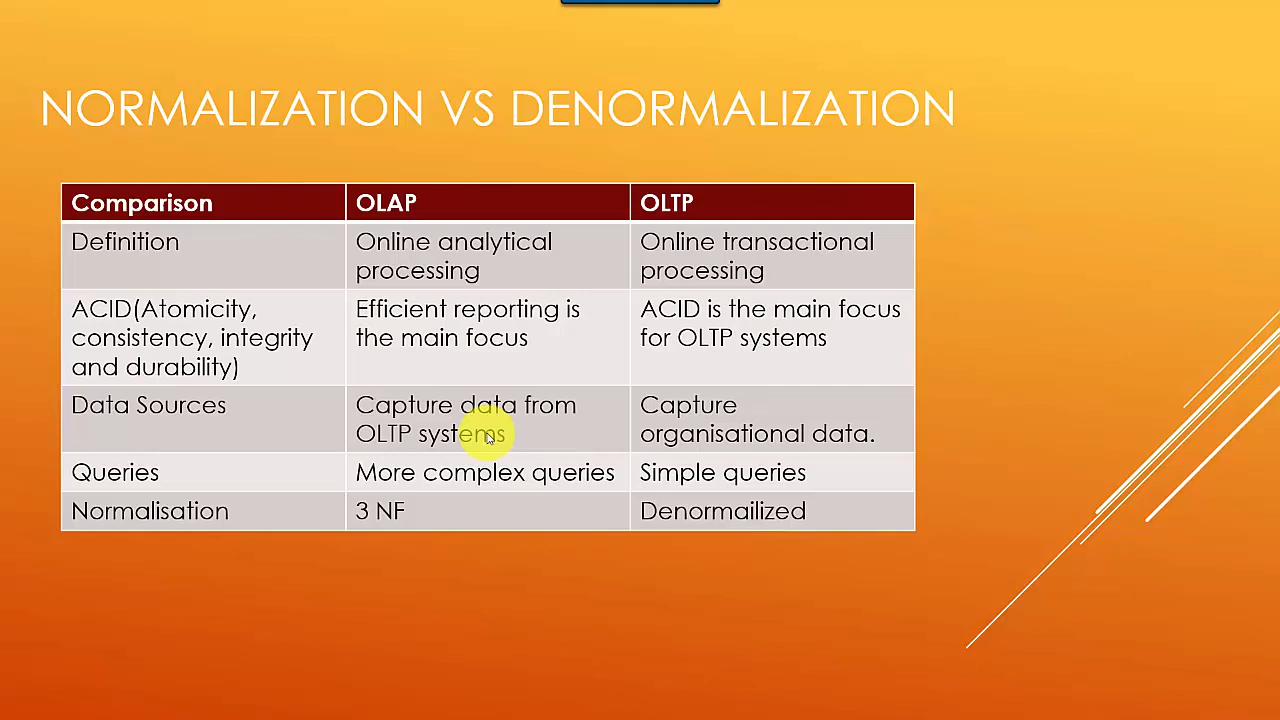 NORMALIZATION VS DENORMALIZATION
Comparison OLAP OLTP
Definition Online analytical Online transactional
processing processing
ACID(Atomicity, Efficient reporting is ACID is the main focus
consistency, integrity the main focus for OLTP systems
and durability)
Data Sources Capture data from Capture
OLTP systems organisational data.
Queries More complex queries Simple queries
Normalisation 3 NF Denormailized